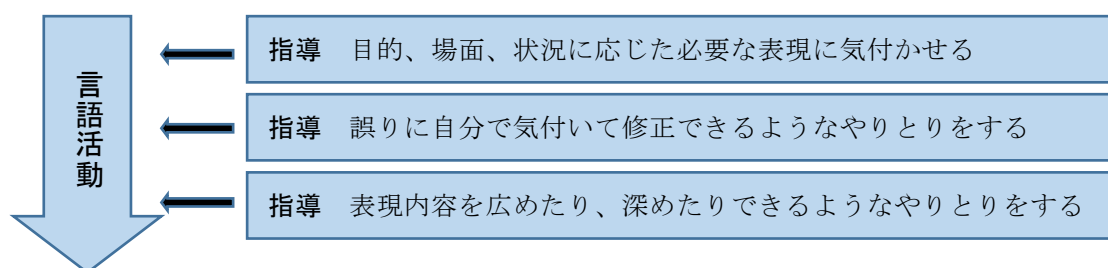 言語活動
指導 目的、場面、状況に応じた必要な表現に気付かせる
指導 誤りに自分で気付いて修正できるようなやりとりをする
指導 表現内容を広めたり、深めたりできるようなやりとりをする